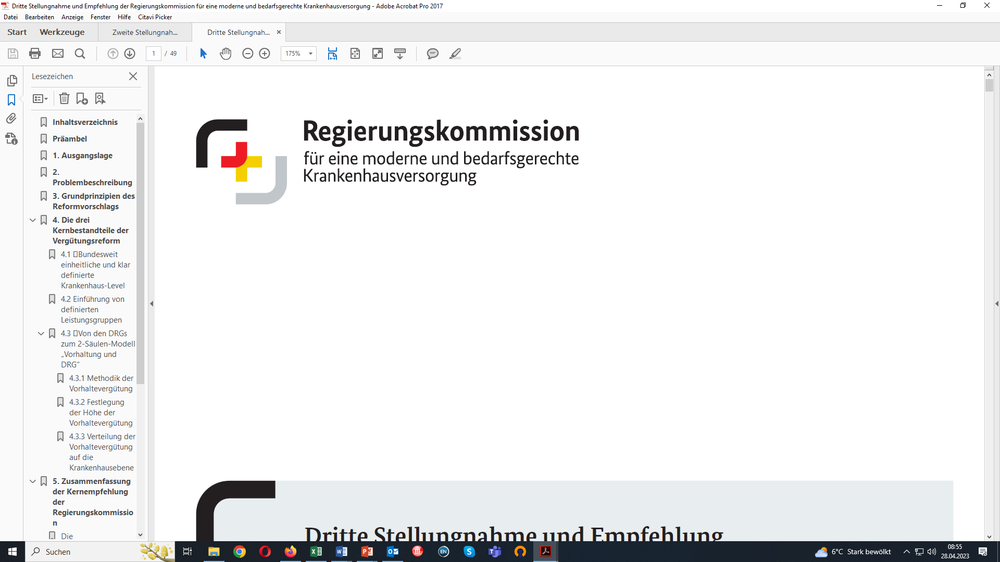 Dritte Stellungnahme und Empfehlung der Regierungskommission für eine moderne und bedarfsgerechte Krankenhausversorgung - Adobe Acrobat Pro 2017
Datei Bearbeiten Anzeige Fenster Hilfe Citavi Picker
Start Werkzeuge Zweite Stellungnah... Dritte Stellungnah...
1 / 49 175%
Lesezeichen
Inhaltsverzeichnis
Präambel
1. Ausgangslage
2.
Problembeschreibung
3. Grundprinzipien des
Reformvorschlags
4. Die drei
Kernbestandteile der
Vergütungsreform
4.1 Bundesweit
einheitliche und klar
definierte
Krankenhaus-Level
4.2 Einführung von
definierten
Leistungsgruppen
4.3 Von den DRGs
zum 2-Säulen-Modell
„Vorhaltung und
DRG“
4.3.1 Methodik der
Vorhaltevergütung
4.3.2 Festlegung
der Höhe der
Vorhaltevergütung
4.3.3 Verteilung der
Vorhaltevergütung
auf die
Krankenhausebene
5. Zusammenfassung
der Kernempfehlung
der
Regierungskommissio
n
Die
Regierungskommission
für eine moderne und bedarfsgerechte
Krankenhausversorgung
Dritte Stellungnahme und Empfehlung
Suchen
EN
6°C Stark bewölkt
08:55
28.04.2023